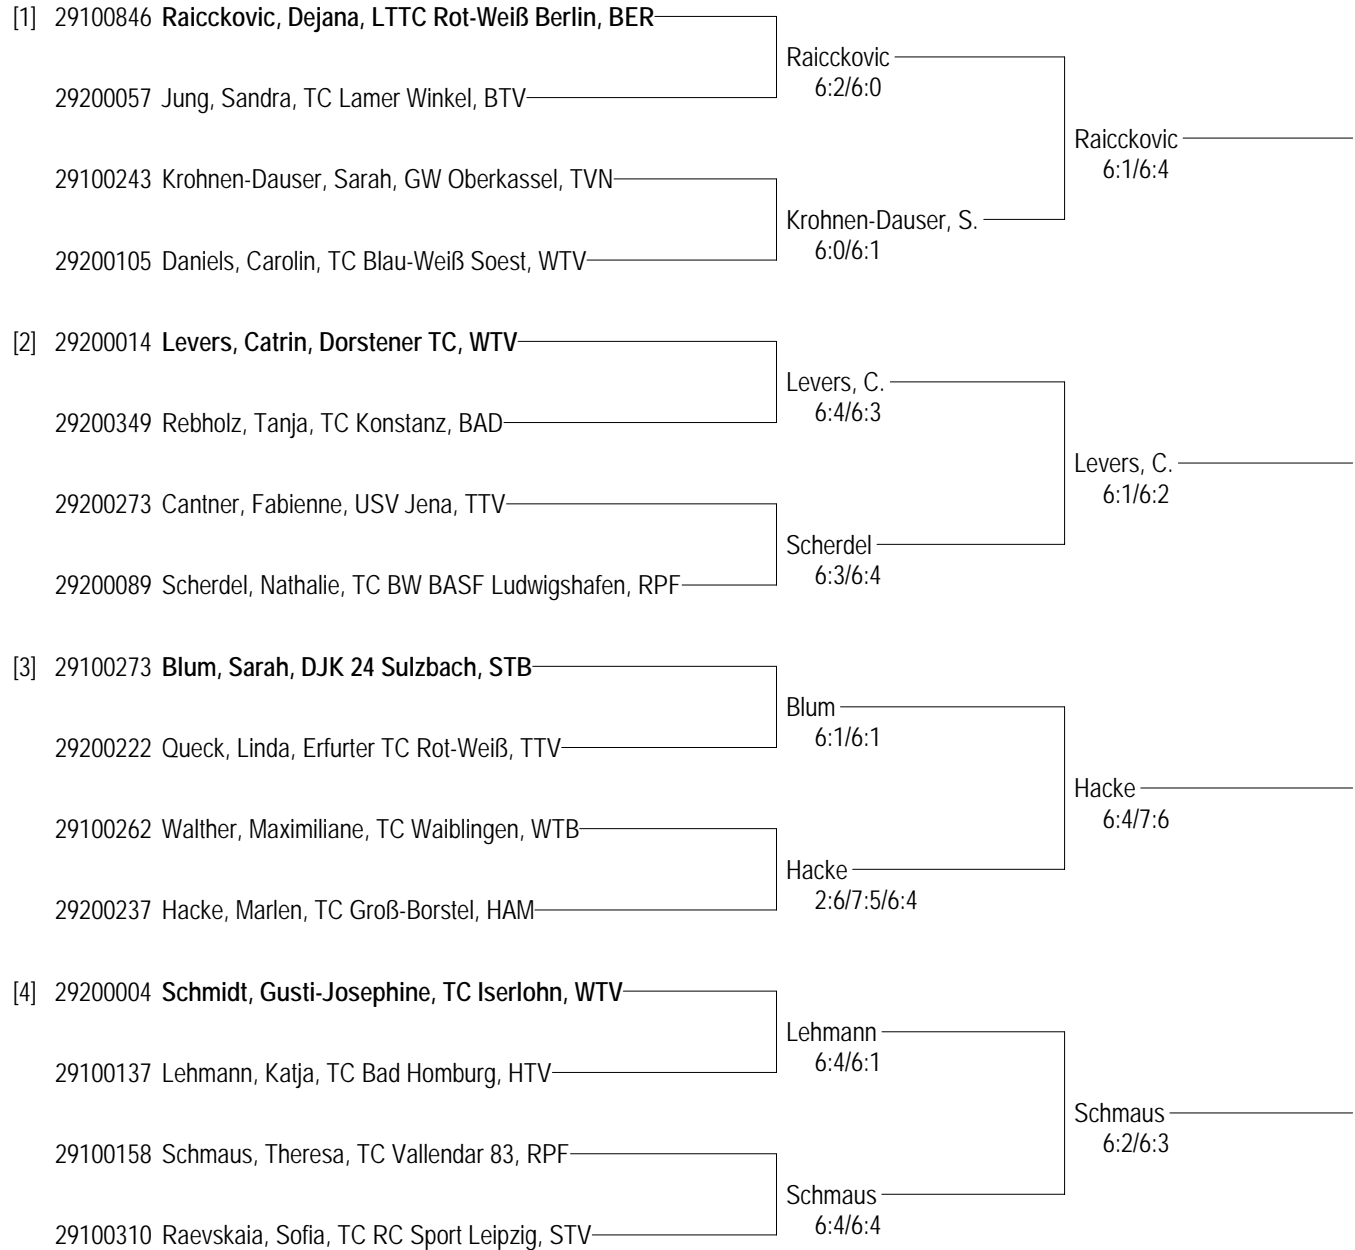 [1] 29100846 Raicckovic, Dejana, LTTC Rot-Weiß Berlin, BER
Raicckovic
6:2/6:0
29200057 Jung, Sandra, TC Lamer Winkel, BTV
Raicckovic
6:1/6:4
29100243 Krohnen-Dauser, Sarah, GW Oberkassel, TVN
Krohnen-Dauser, S.
6:0/6:1
29200105 Daniels, Carolin, TC Blau-Weiß Soest, WTV
[2] 29200014 Levers, Catrin, Dorstener TC, WTV
Levers, C.
6:4/6:3
29200349 Rebholz, Tanja, TC Konstanz, BAD
Levers, C.
6:1/6:2
29200273 Cantner, Fabienne, USV Jena, TTV
Scherdel
6:3/6:4
29200089 Scherdel, Nathalie, TC BW BASF Ludwigshafen, RPF
[3] 29100273 Blum, Sarah, DJK 24 Sulzbach, STB
Blum
6:1/6:1
29200222 Queck, Linda, Erfurter TC Rot-Weiß, TTV
Hacke
6:4/7:6
29100262 Walther, Maximiliane, TC Waiblingen, WTB
Hacke
2:6/7:5/6:4
29200237 Hacke, Marlen, TC Groß-Borstel, HAM
[4] 29200004 Schmidt, Gusti-Josephine, TC Iserlohn, WTV
Lehmann
6:4/6:1
29100137 Lehmann, Katja, TC Bad Homburg, HTV
Schmaus
6:2/6:3
29100158 Schmaus, Theresa, TC Vallendar 83, RPF
Schmaus
6:4/6:4
29100310 Raevskaia, Sofia, TC RC Sport Leipzig, STV